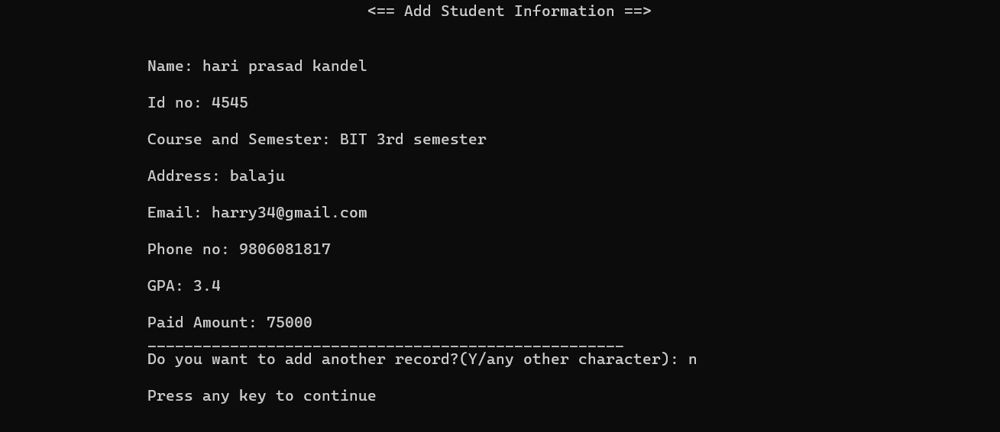 <== Add Student Information ==>
Name: hari prasad kandel
Id no: 4545
Course and Semester: BIT 3rd semester
Address: balaju
Email: harry34@gmail.com
Phone no: 9806081817
GPA: 3.4
Paid Amount: 75000
____________________________________________________
Do you want to add another record?(Y/any other character): n
Press any key to continue